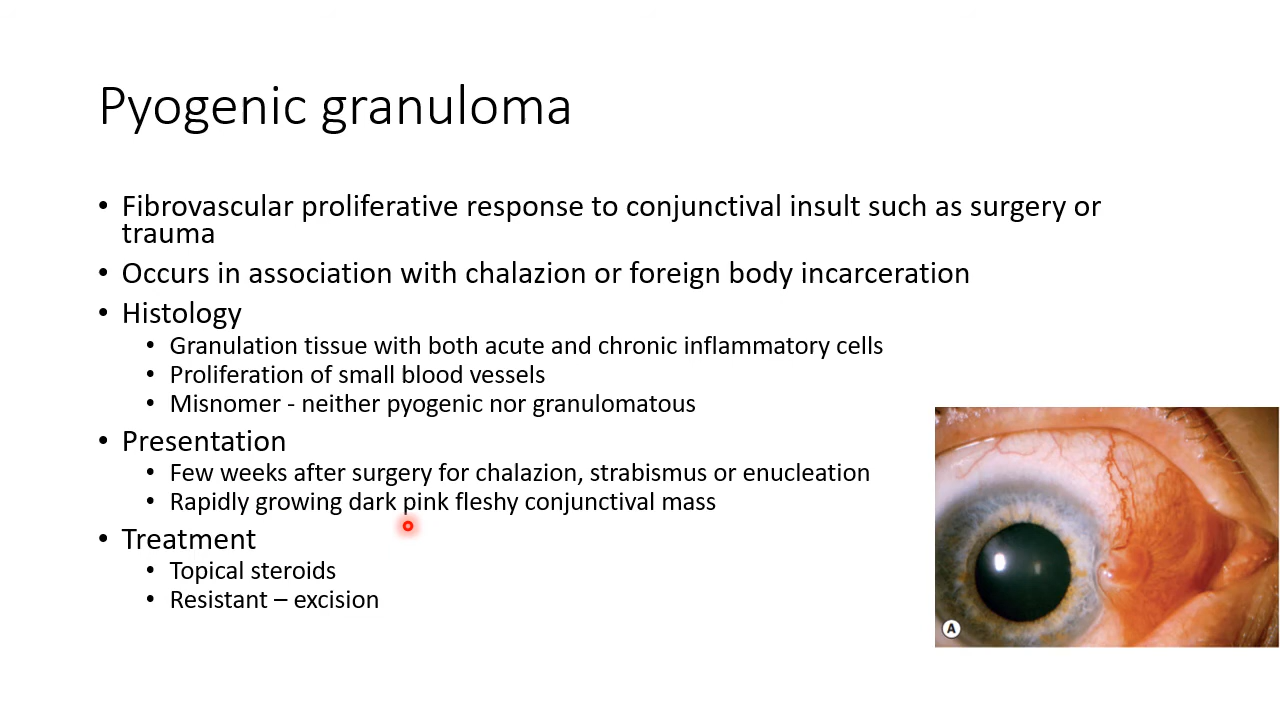 Pyogenic granuloma
• Fibrovascular proliferative response to conjunctival insult such as surgery or
trauma
• Occurs in association with chalazion or foreign body incarceration
• Histology
• Granulation tissue with both acute and chronic inflammatory cells
• Proliferation of small blood vessels
• Misnomer - neither pyogenic nor granulomatous
• Presentation
• Few weeks after surgery for chalazion, strabismus or enucleation
• Rapidly growing dark pink fleshy conjunctival mass
• Treatment
• Topical steroids
• Resistant – excision
A